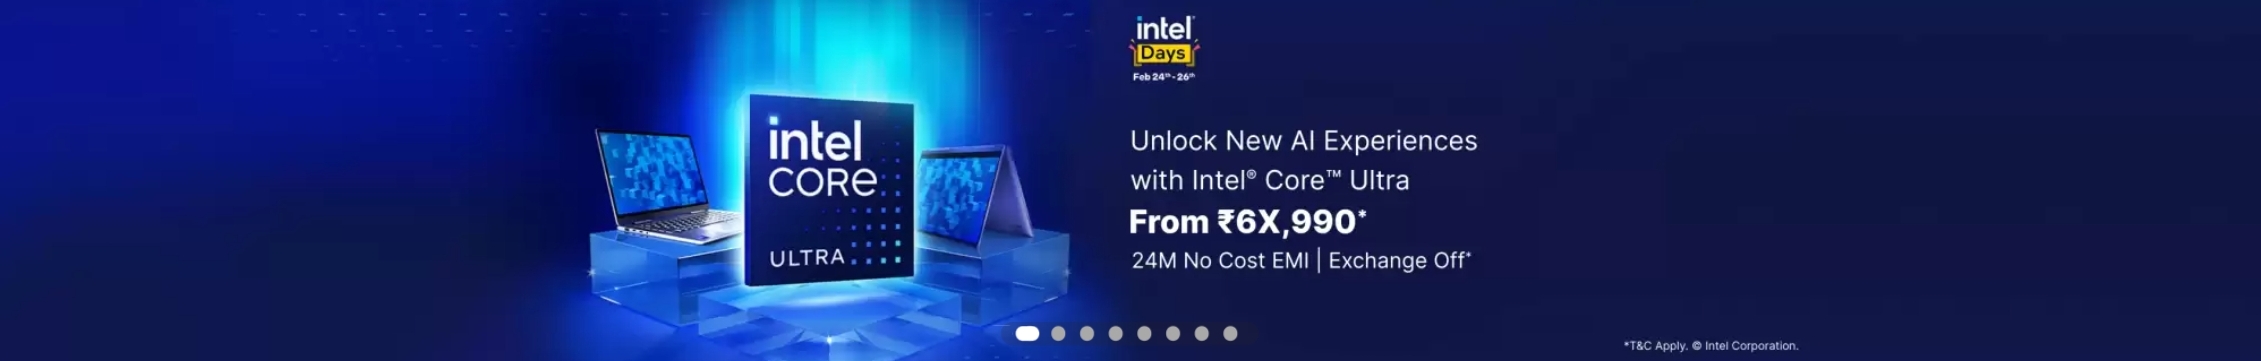 intel
Days
Feb 24th - 26th
intel
CORe
ULTRA
Unlock New AI Experiences
with Intel® Core™ Ultra
From ₹6X,990*
24M No Cost EMI | Exchange Off*
*T&C Apply. © Intel Corporation.